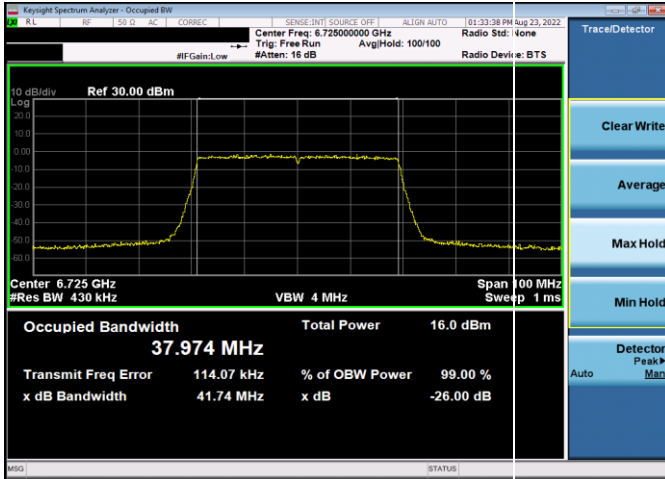 Keysight Spectrum Analyzer - Occupied BW
RL RF 50 Ω AC CORREC SENSE:INT SOURCE OFF ALIGN AUTO 01:33:38 PM Aug 23, 2022
Center Freq: 6.725000000 GHz Radio Std: None
Trig: Free Run Avg|Hold: 100/100
#IFGain:Low #Atten: 16 dB Radio Device: BTS
Trace/Detector
10 dB/div Ref 30.00 dBm
Log
20.0
10.0
0.00
-10.0
-20.0
-30.0
-40.0
-50.0
-60.0
Center 6.725 GHz Span 100 MHz
#Res BW 430 kHz VBW 4 MHz Sweep 1 ms
Occupied Bandwidth Total Power 16.0 dBm
37.974 MHz
Transmit Freq Error 114.07 kHz % of OBW Power 99.00 %
x dB Bandwidth 41.74 MHz x dB -26.00 dB
Clear Write
Average
Max Hold
Min Hold
Detector
Peak▶
Auto Man
MSG STATUS